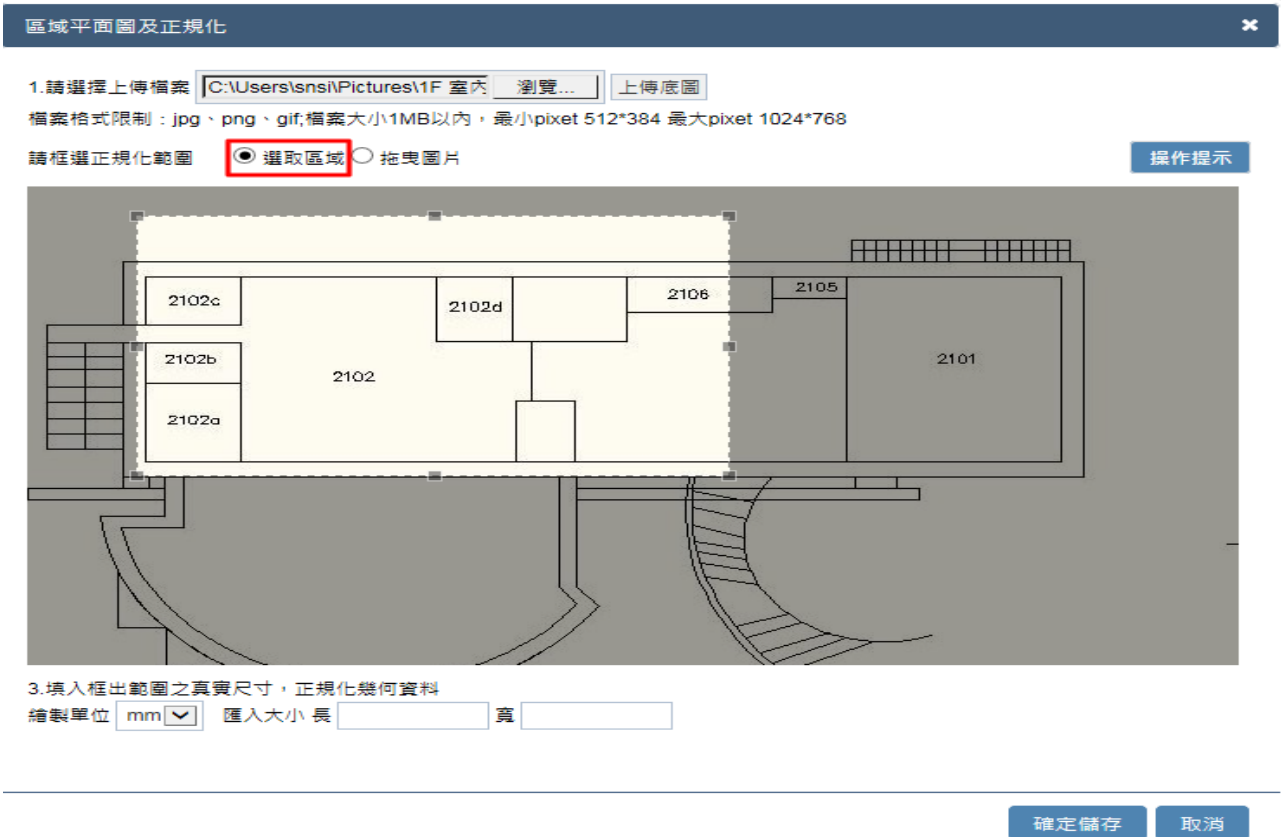 區域平面圖及正規化 ✖
1.請選擇上傳檔案 C:\Users\snsi\Pictures\1F 室內 瀏覽... 上傳底圖
檔案格式限制：jpg、png、gif;檔案大小1MB以內，最小pixet 512*384 最大pixet 1024*768
請框選正規化範圍 選取區域 拖曳圖片 操作提示
2102c 2102d 2106 2105
2102b 2102 2101
2102a
3.填入框出範圍之真實尺寸，正規化幾何資料
繪製單位 mm 匯入大小 長 寬
確定儲存 取消